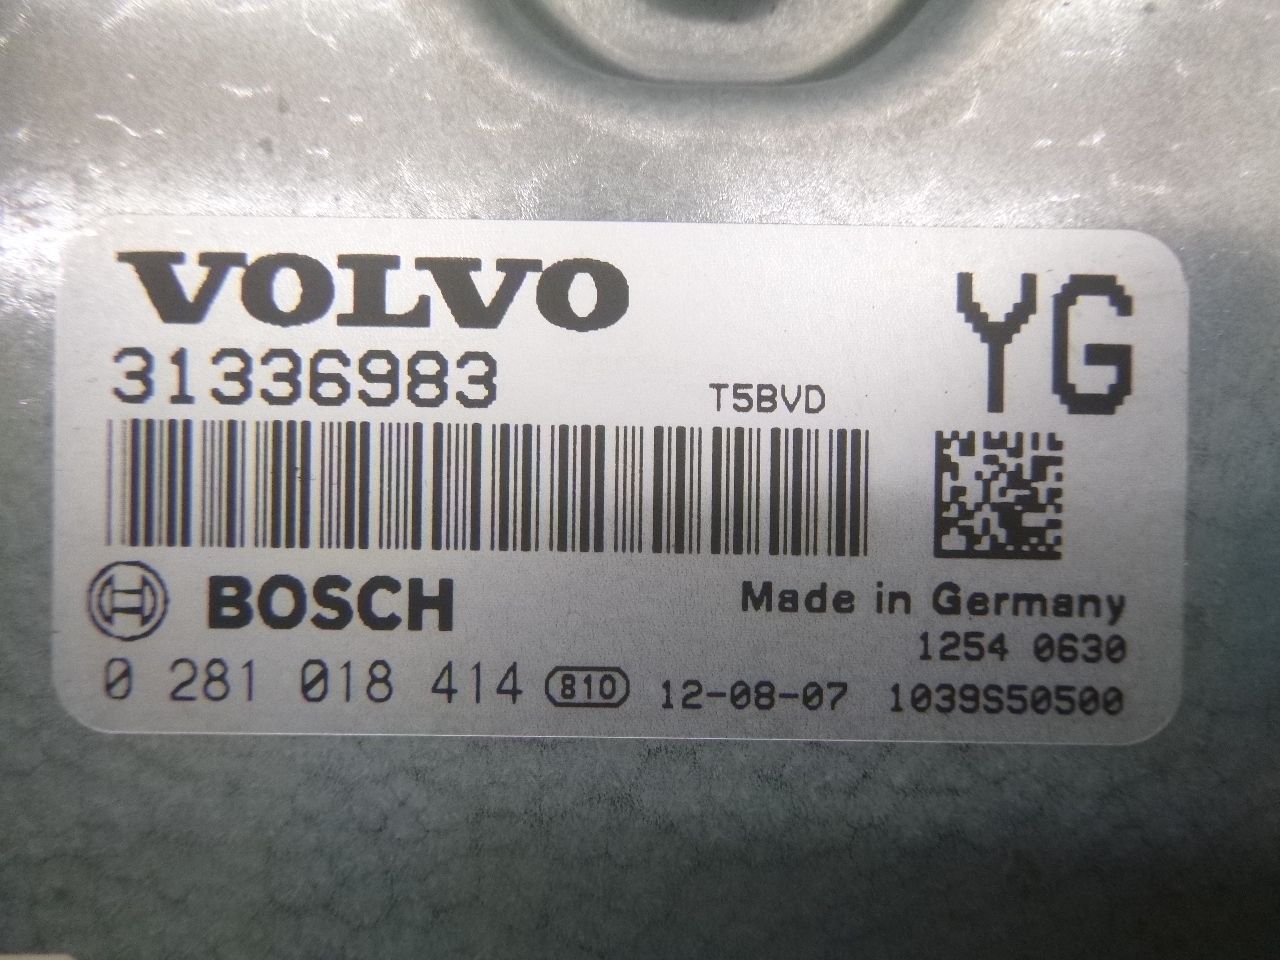 VOLVO
YG
31336983
T5BVD
BOSCH
Made in Germany
1254 0630
0 281 018 414 810 12-08-07 1039S50500